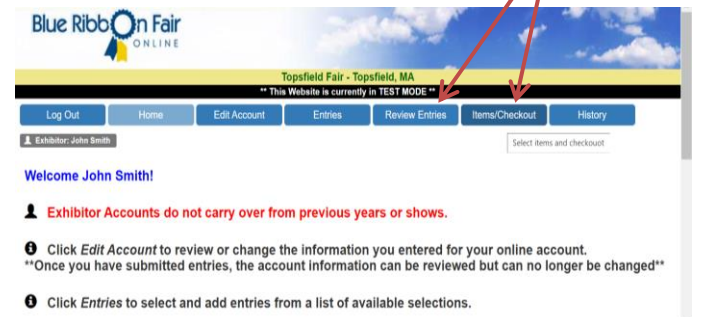 Blue Ribbon Fair
ONLINE
Topsfield Fair - Topsfield, MA
** This Website is currently in TEST MODE **
Log Out Home Edit Account Entries Review Entries Items/Checkout History
Exhibitor: John Smith
Select items and checkouot
Welcome John Smith!
Exhibitor Accounts do not carry over from previous years or shows.
Click Edit Account to review or change the information you entered for your online account.
**Once you have submitted entries, the account information can be reviewed but can no longer be changed**
Click Entries to select and add entries from a list of available selections.